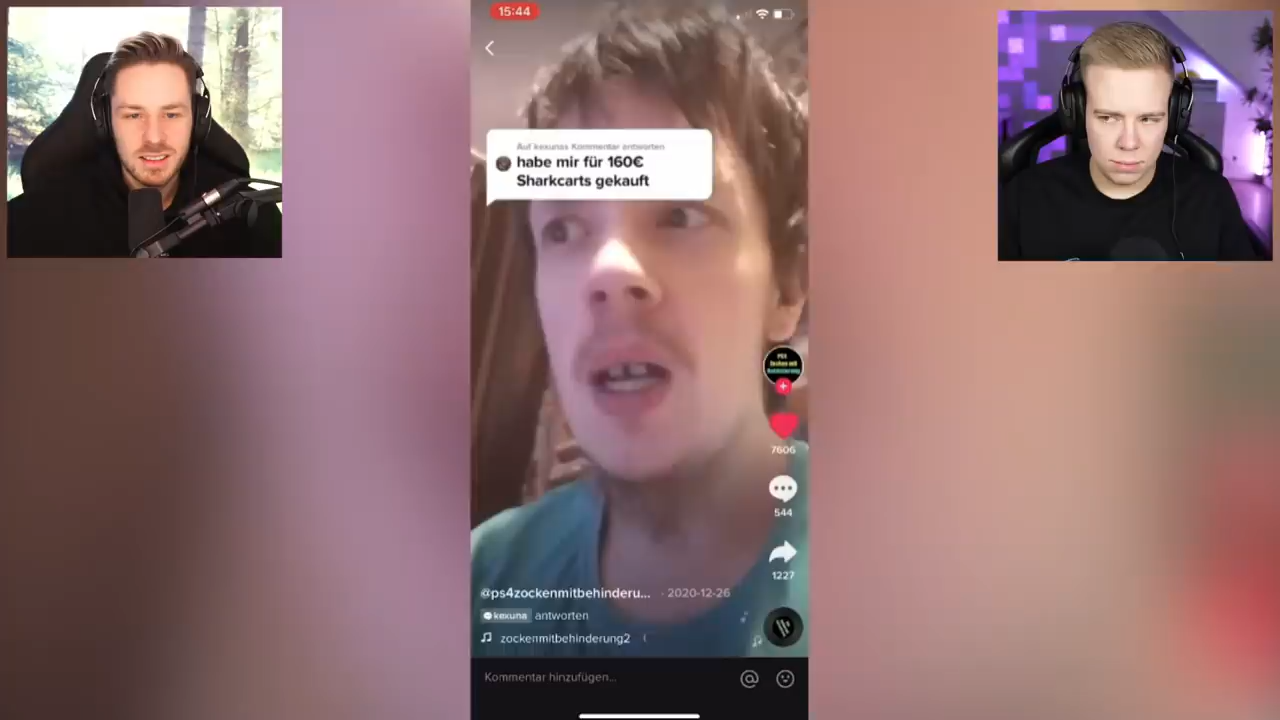 15:44
Auf kexunas Kommentar antworten
habe mir für 160€
Sharkcarts gekauft
7606
544
1227
@ps4zockenmitbehinderu... · 2020-12-26
kexuna antworten
zockenmitbehinderung2
Kommentar hinzufügen...